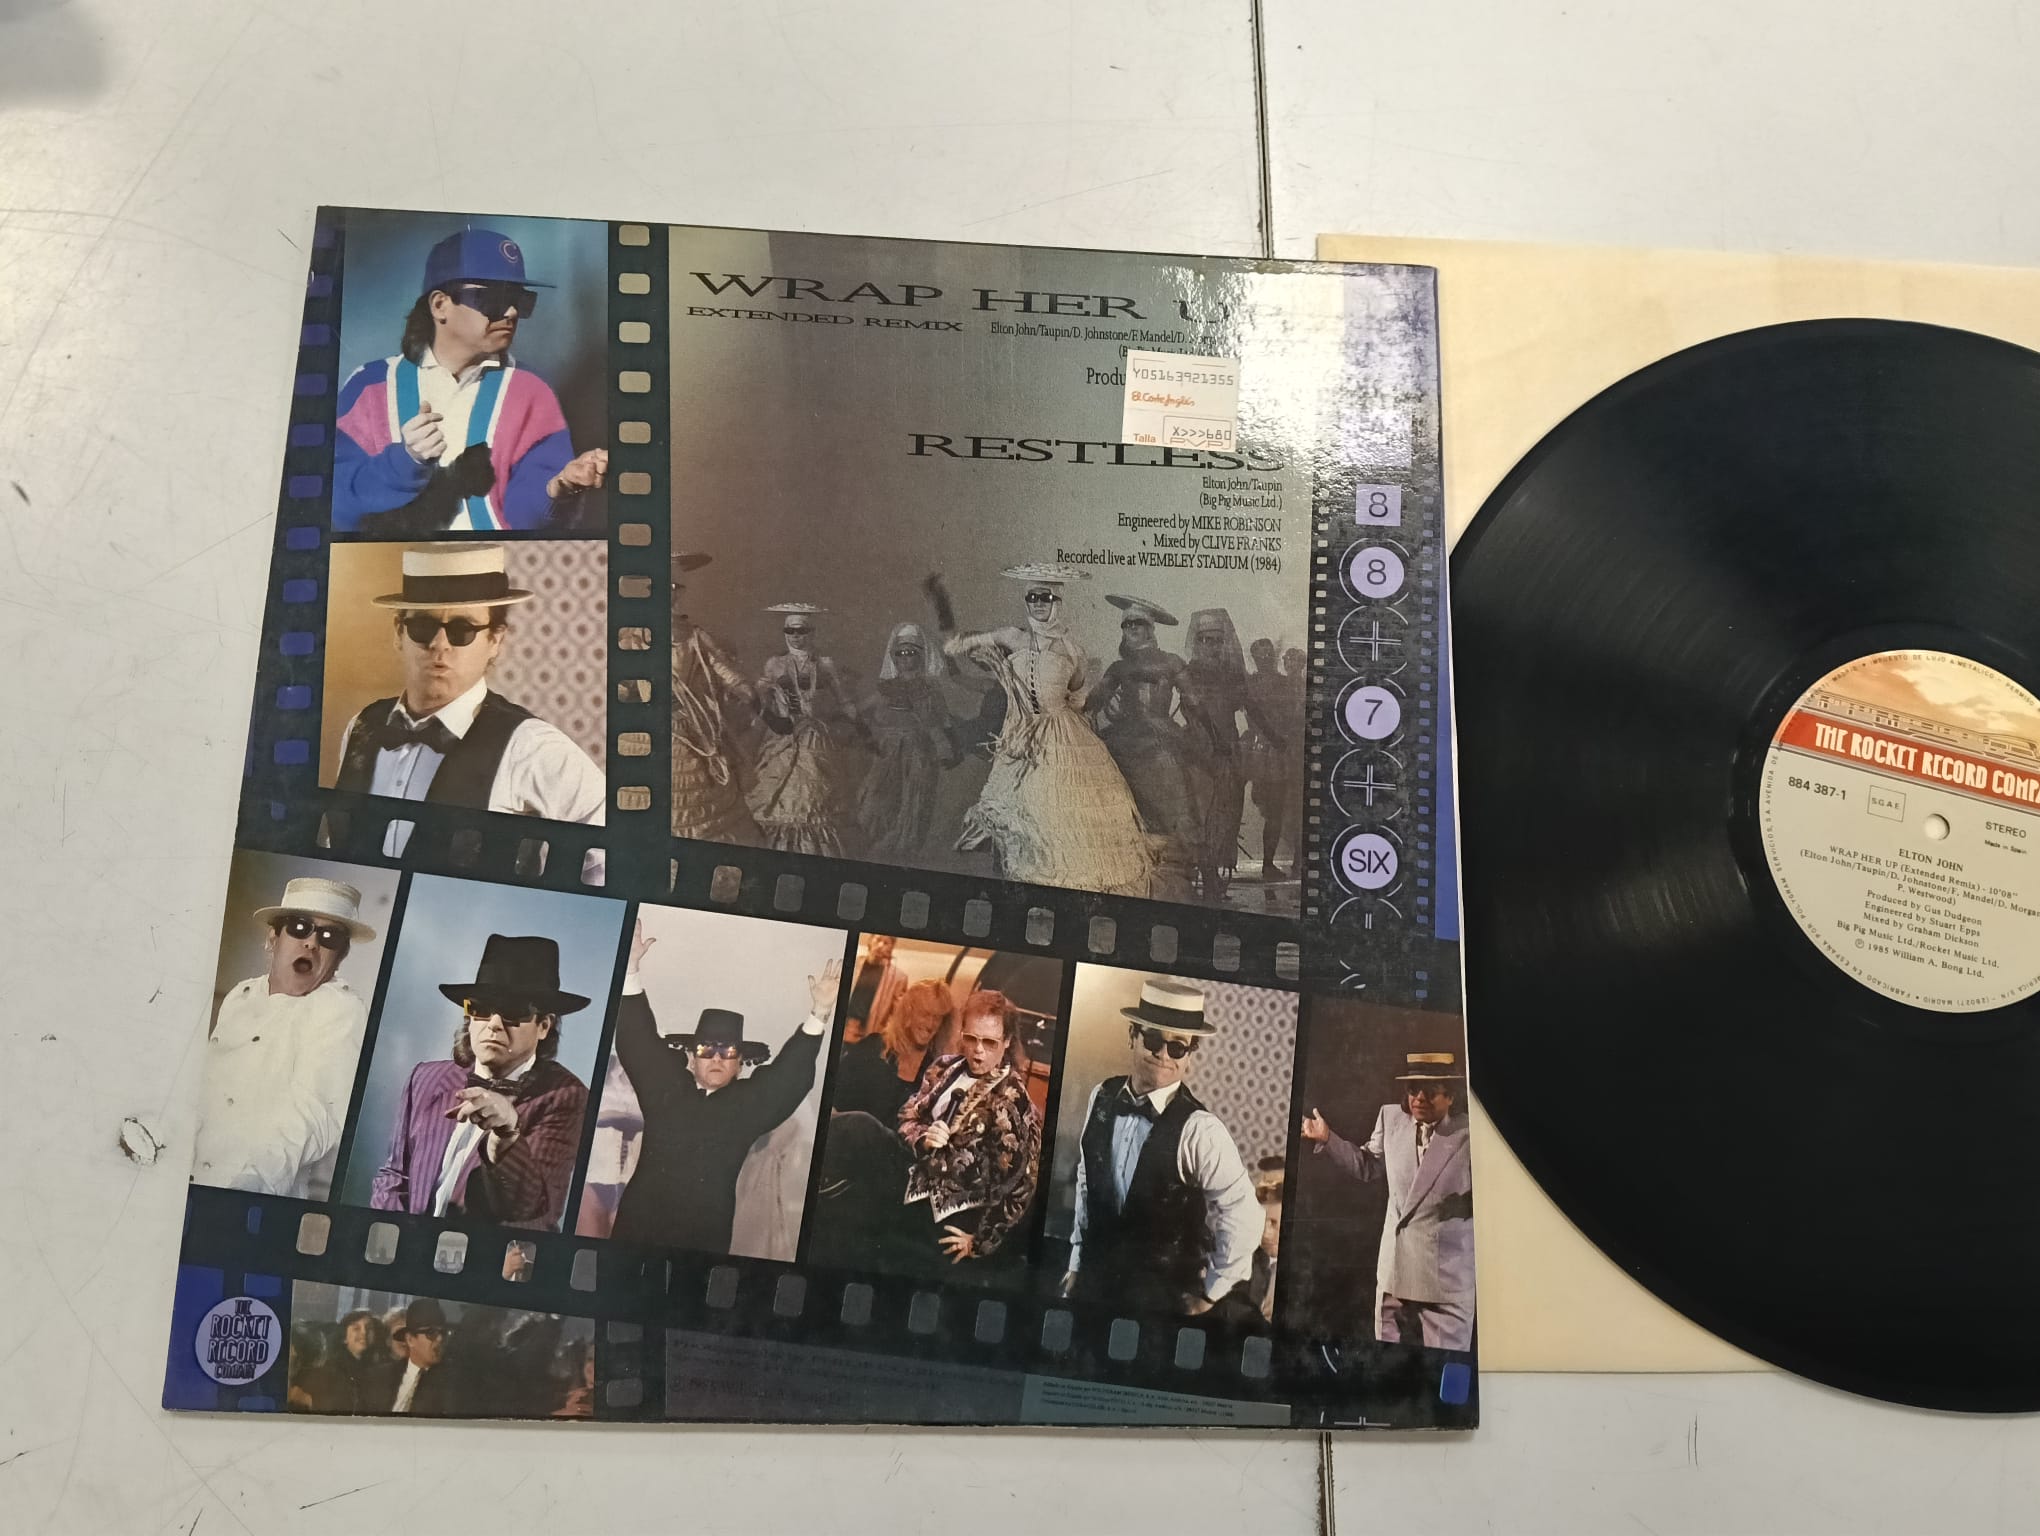 C
WRAP HER
EXTENDED REMIX
Elton John/Taupin/D. Johnstone/F. Mandel/D.
Produ
Y05163921355
El Corte Inglés
Talla
X>>>680
PVP
RESTLESS
Elton John/Taupin
(Big Pig Music Ltd.)
Engineered by MIKE ROBINSON
Mixed by CLIVE FRANKS
Recorded live at WEMBLEY STADIUM (1984)
8
8
7
SIX
THE
ROCKET
RECORD
COMPANY
THE ROCKET RECORD COMPA
884 387-1
S.G.A.E.
STEREO
Made in Spain
ELTON JOHN
WRAP HER UP (Extended Remix) - 10'08"
(Elton John/Taupin/D. Johnstone/F. Mandel/D. Morgan
P. Westwood)
Produced by Gus Dudgeon
Engineered by Stuart Epps
Mixed by Graham Dickson
Big Pig Music Ltd./Rocket Music Ltd.
℗ 1985 William A. Bong Ltd.